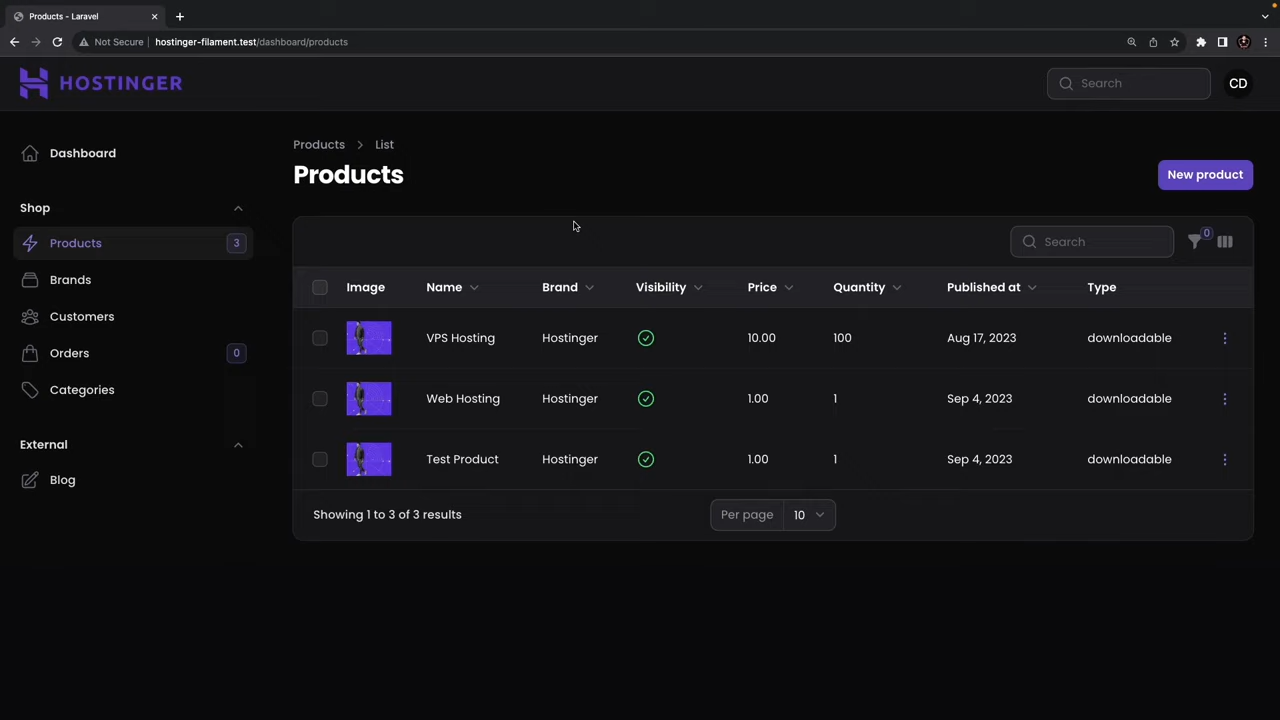 Products - Laravel
Not Secure hostinger-filament.test/dashboard/products
HOSTINGER
Search
CD
Dashboard
Shop
Products 3
Brands
Customers
Orders 0
Categories
External
Blog
Products > List
Products
New product
Search 0
Image Name Brand Visibility Price Quantity Published at Type
VPS Hosting Hostinger 10.00 100 Aug 17, 2023 downloadable
Web Hosting Hostinger 1.00 1 Sep 4, 2023 downloadable
Test Product Hostinger 1.00 1 Sep 4, 2023 downloadable
Showing 1 to 3 of 3 results Per page 10